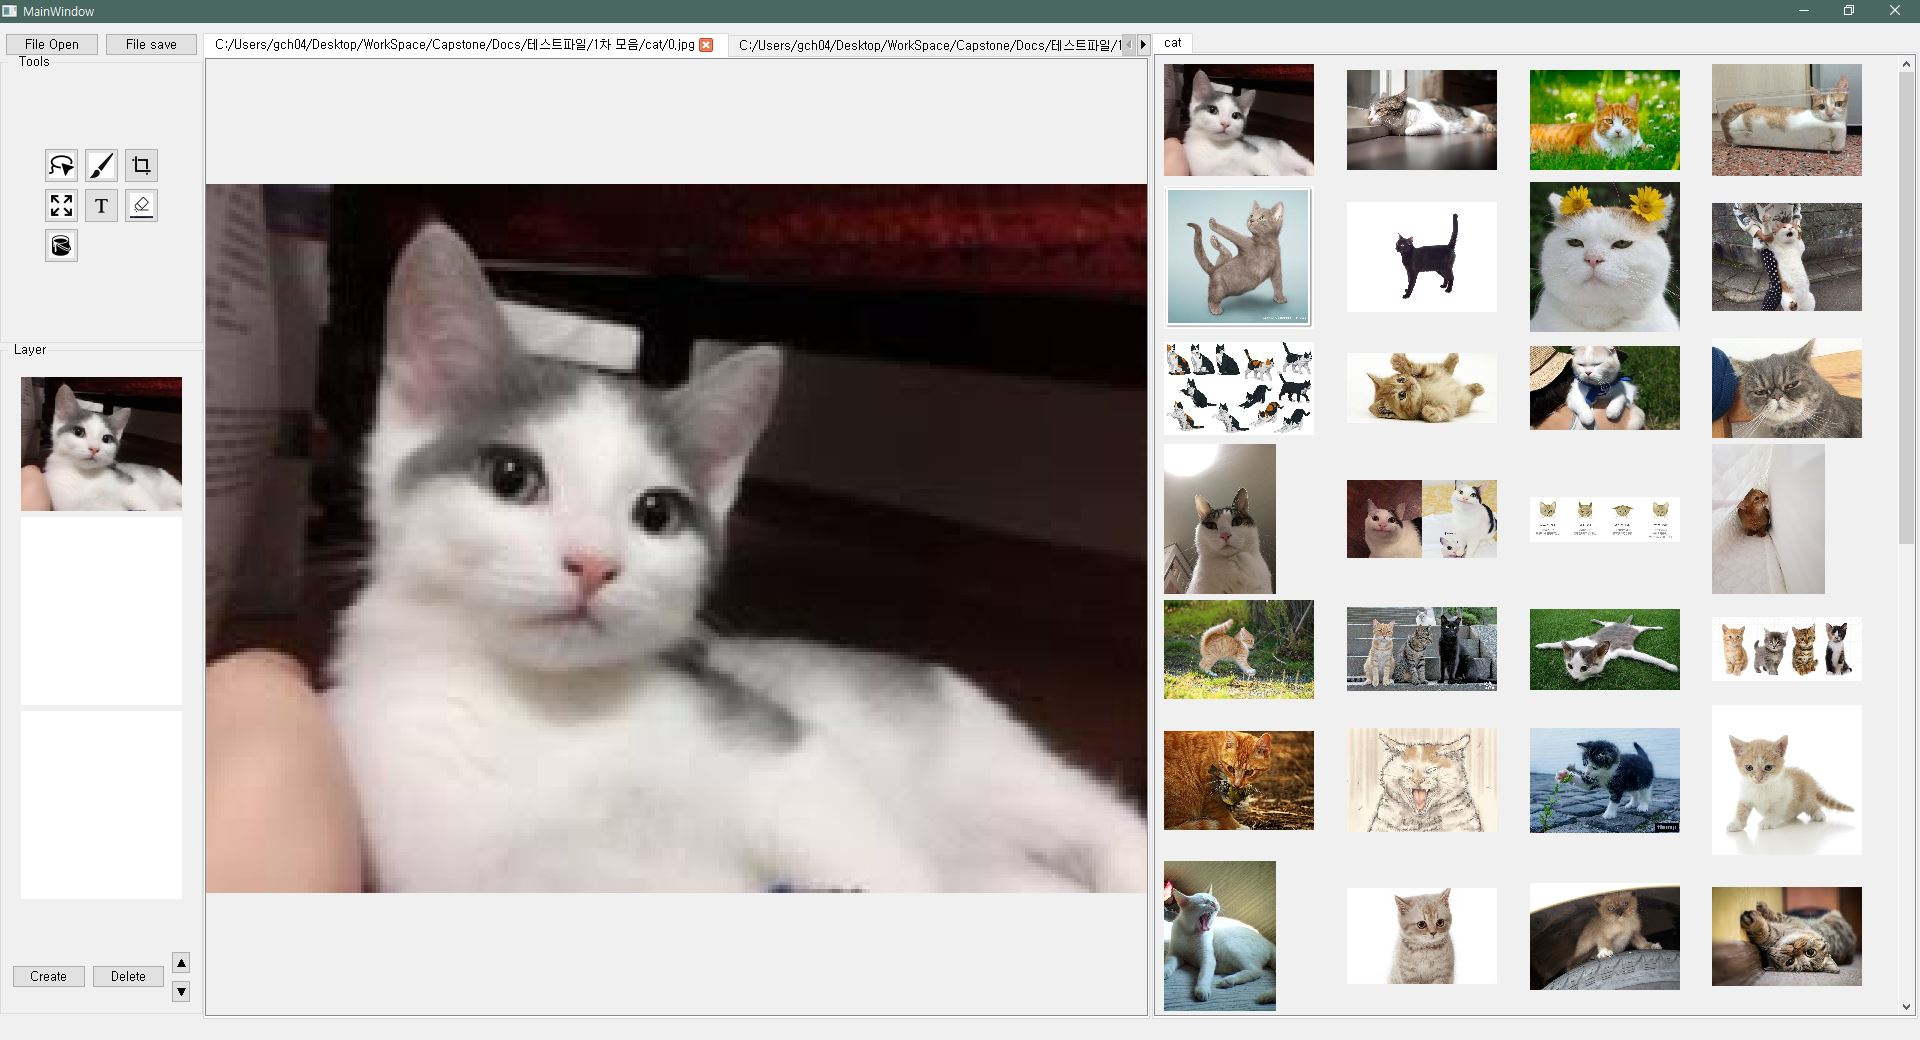 MainWindow
File Open
File save
C:/Users/gch04/Desktop/WorkSpace/Capstone/Docs/테스트파일/1차 모음/cat/0.jpg
C:/Users/gch04/Desktop/WorkSpace/Capstone/Docs/테스트파일/1
cat
Tools
T
Layer
Create
Delete